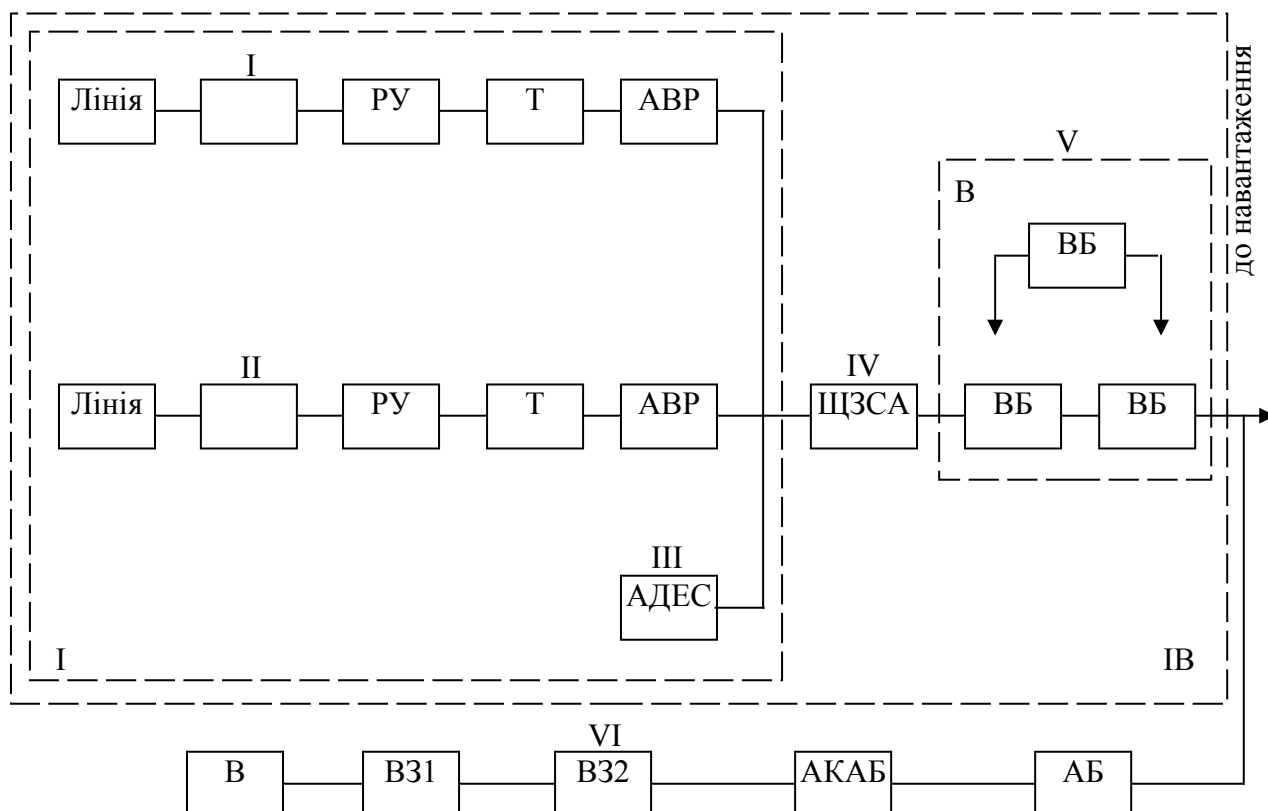 I
Лінія
РУ
Т
АВР
до навантаження
V
В
ВБ
II
Лінія
РУ
Т
АВР
IV
ЩЗСА
ВБ
ВБ
III
АДЕС
I
IВ
VI
В
ВЗ1
ВЗ2
АКАБ
АБ